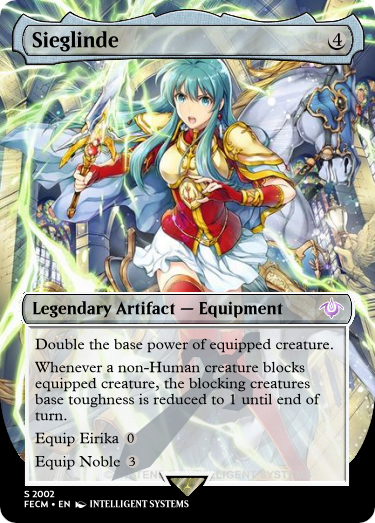 Sieglinde 4
Legendary Artifact — Equipment
Double the base power of equipped creature.
Whenever a non-Human creature blocks
equipped creature, the blocking creatures
base toughness is reduced to 1 until end of
turn.
Equip Eirika 0
Equip Noble 3
INTELLIGENT SYSTEMS
S 2002
FECM • EN INTELLIGENT SYSTEMS